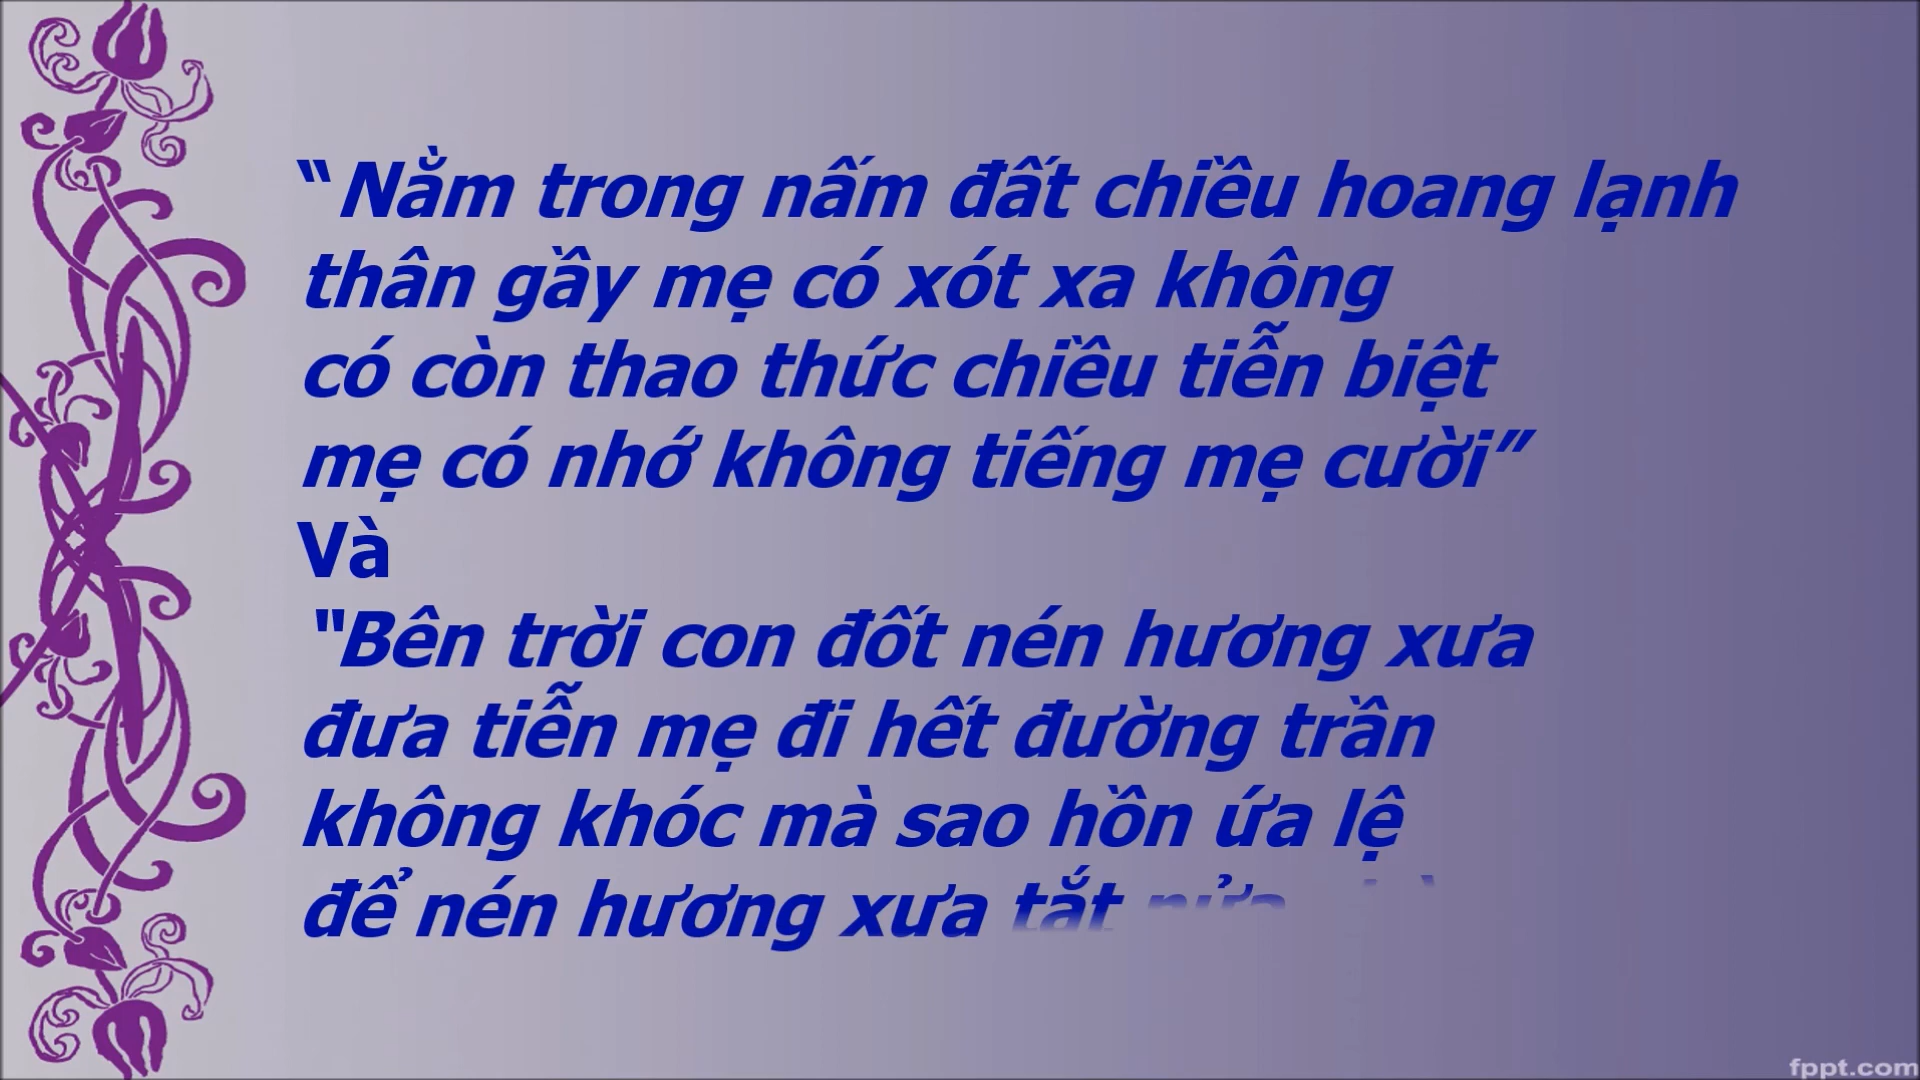 “Nằm trong nấm đất chiều hoang lạnh
thân gầy mẹ có xót xa không
có còn thao thức chiều tiễn biệt
mẹ có nhớ không tiếng mẹ cười”
Và
“Bên trời con đốt nén hương xưa
đưa tiễn mẹ đi hết đường trần
không khóc mà sao hồn ứa lệ
để nén hương xưa tắt nửa
fppt.com